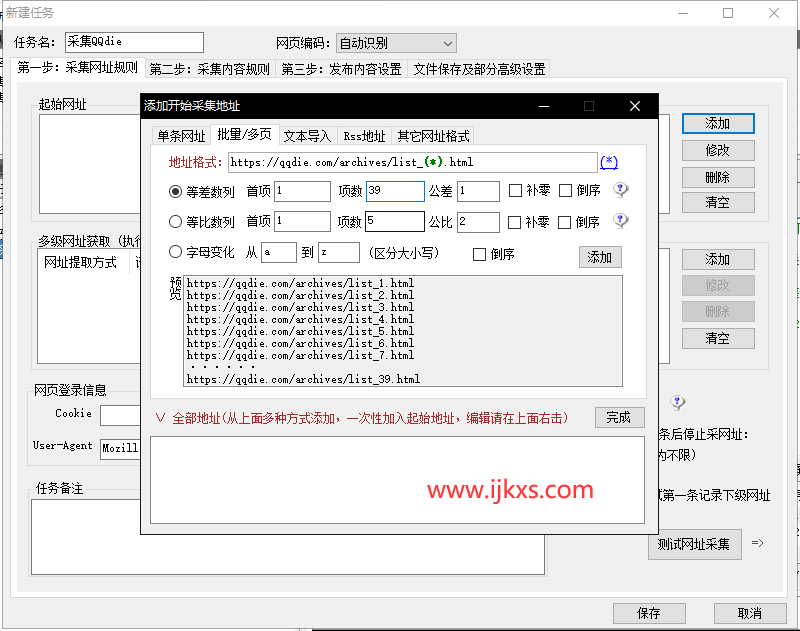 新建任务
任务名： 采集QQdie 网页编码： 自动识别
第一步：采集网址规则 第二步：采集内容规则 第三步：发布内容设置 文件保存及部分高级设置
起始网址
添加
修改
删除
清空
多级网址获取（执行
网址提取方式
添加
修改
删除
清空
网页登录信息
Cookie
User-Agent Mozill
条后停止采网址：
为不限）
第一条记录下级网址
任务备注
测试网址采集 =>
保存 取消
添加开始采集地址
单条网址 批量/多页 文本导入 Rss地址 其它网址格式
地址格式： https://qqdie.com/archives/list_(*).html (*)
等差数列 首项 1 项数 39 公差 1 补零 倒序
等比数列 首项 1 项数 5 公比 2 补零 倒序
字母变化 从 a 到 z （区分大小写） 倒序
添加
预览
https://qqdie.com/archives/list_1.html
https://qqdie.com/archives/list_2.html
https://qqdie.com/archives/list_3.html
https://qqdie.com/archives/list_4.html
https://qqdie.com/archives/list_5.html
https://qqdie.com/archives/list_6.html
https://qqdie.com/archives/list_7.html
······
https://qqdie.com/archives/list_39.html
∨ 全部地址(从上面多种方式添加，一次性加入起始地址，编辑请在上面右击) 完成
www.ijkxs.com